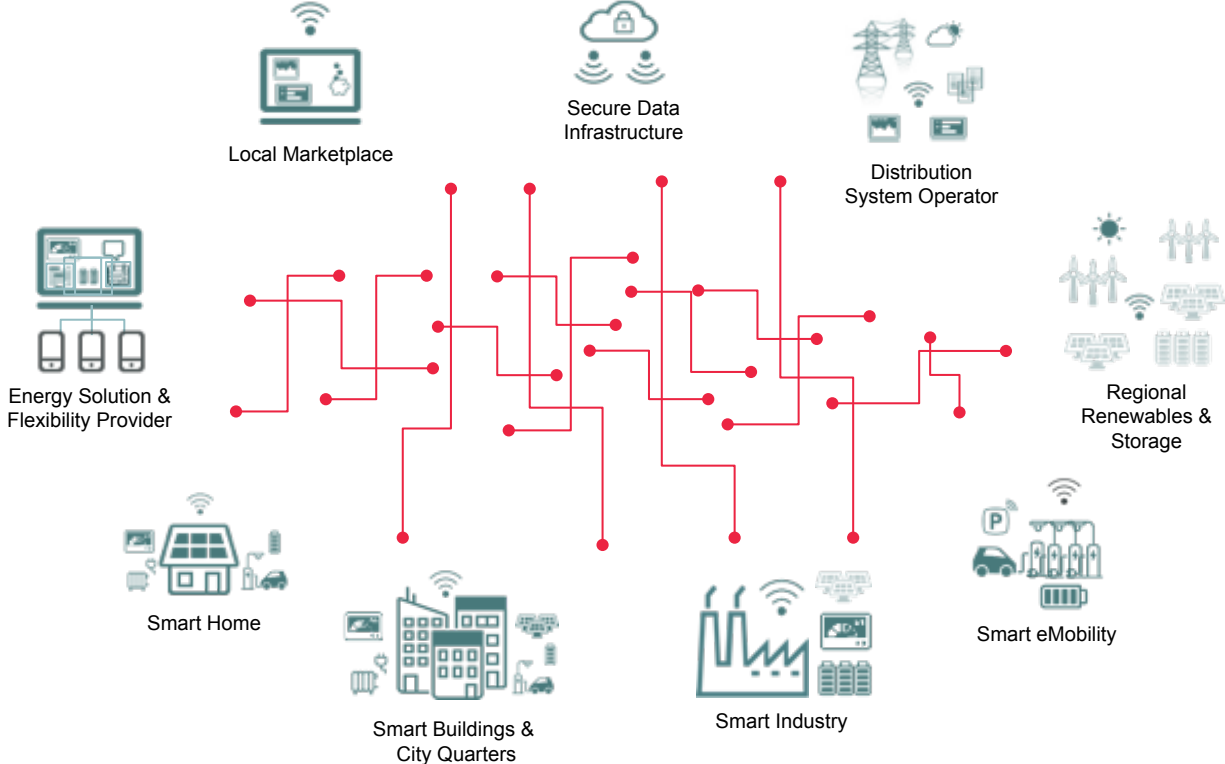 Local Marketplace
Secure Data
Infrastructure
Distribution
System Operator
Energy Solution &
Flexibility Provider
Regional
Renewables &
Storage
Smart Home
Smart Buildings &
City Quarters
Smart Industry
P
Smart eMobility